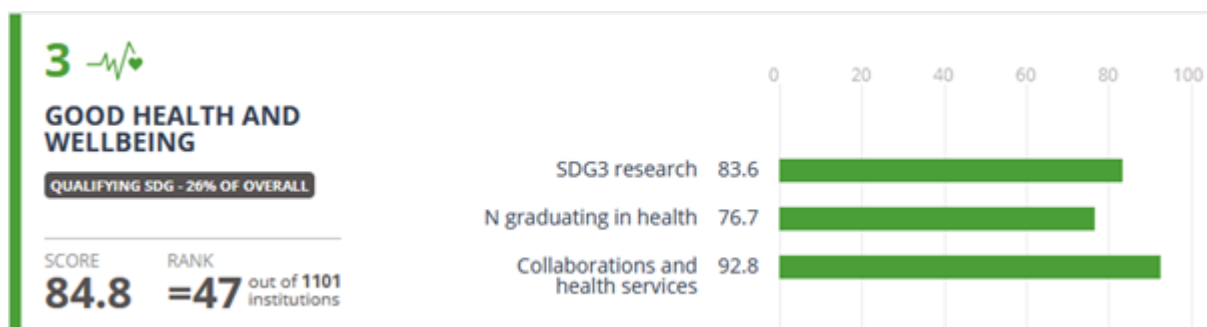 3
GOOD HEALTH AND
WELLBEING
QUALIFYING SDG - 26% OF OVERALL
SCORE
84.8
RANK
=47 out of 1101
institutions
0 20 40 60 80 100
SDG3 research 83.6
N graduating in health 76.7
Collaborations and 92.8
health services